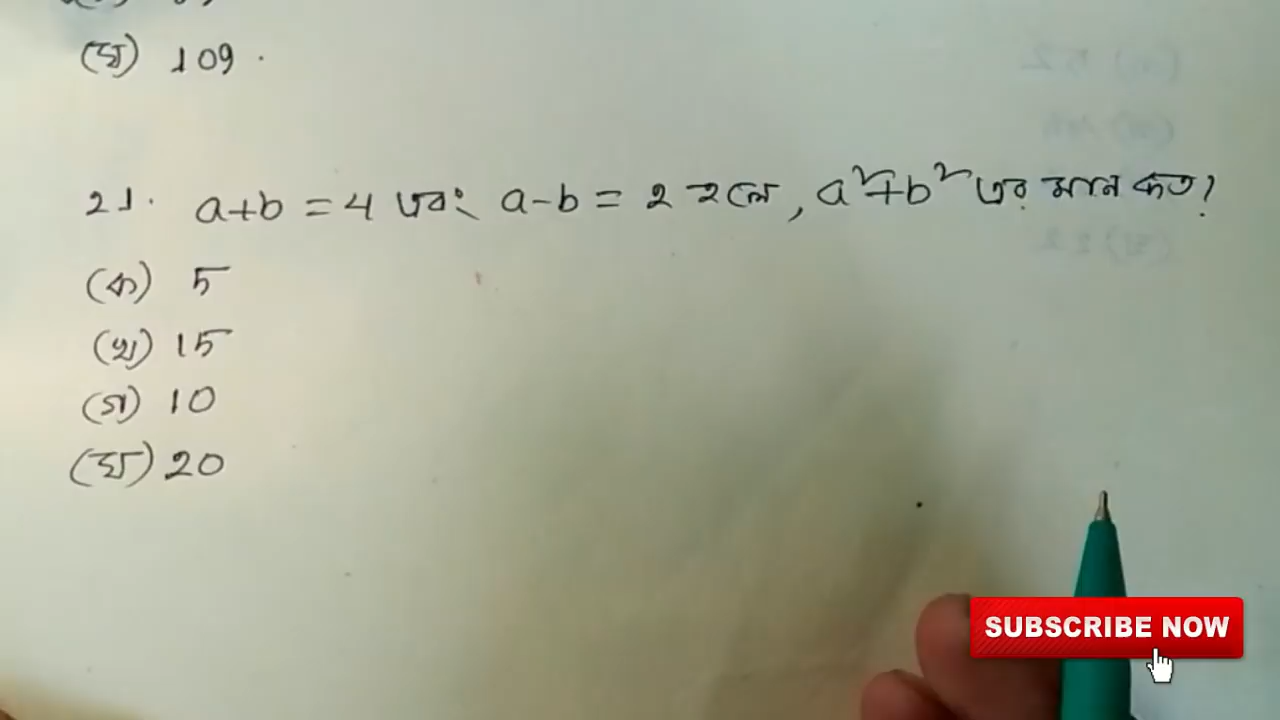 (ঘ) 109.
21. a+b = 4 এবং a-b = 2 হলে, a²+b² এর মান কত?
(ক) 5
(খ) 15
(গ) 10
(ঘ) 20
SUBSCRIBE NOW